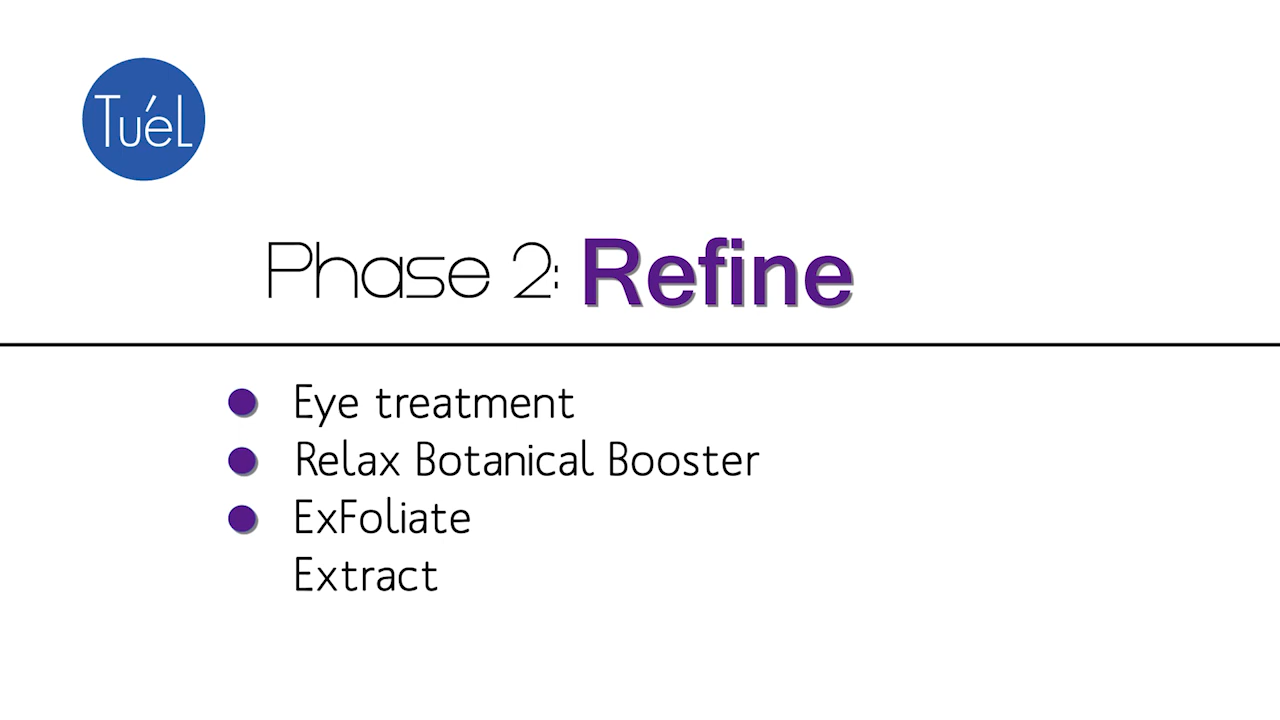 Tuél
Phase 2: Refine
Eye treatment
Relax Botanical Booster
ExFoliate
Extract